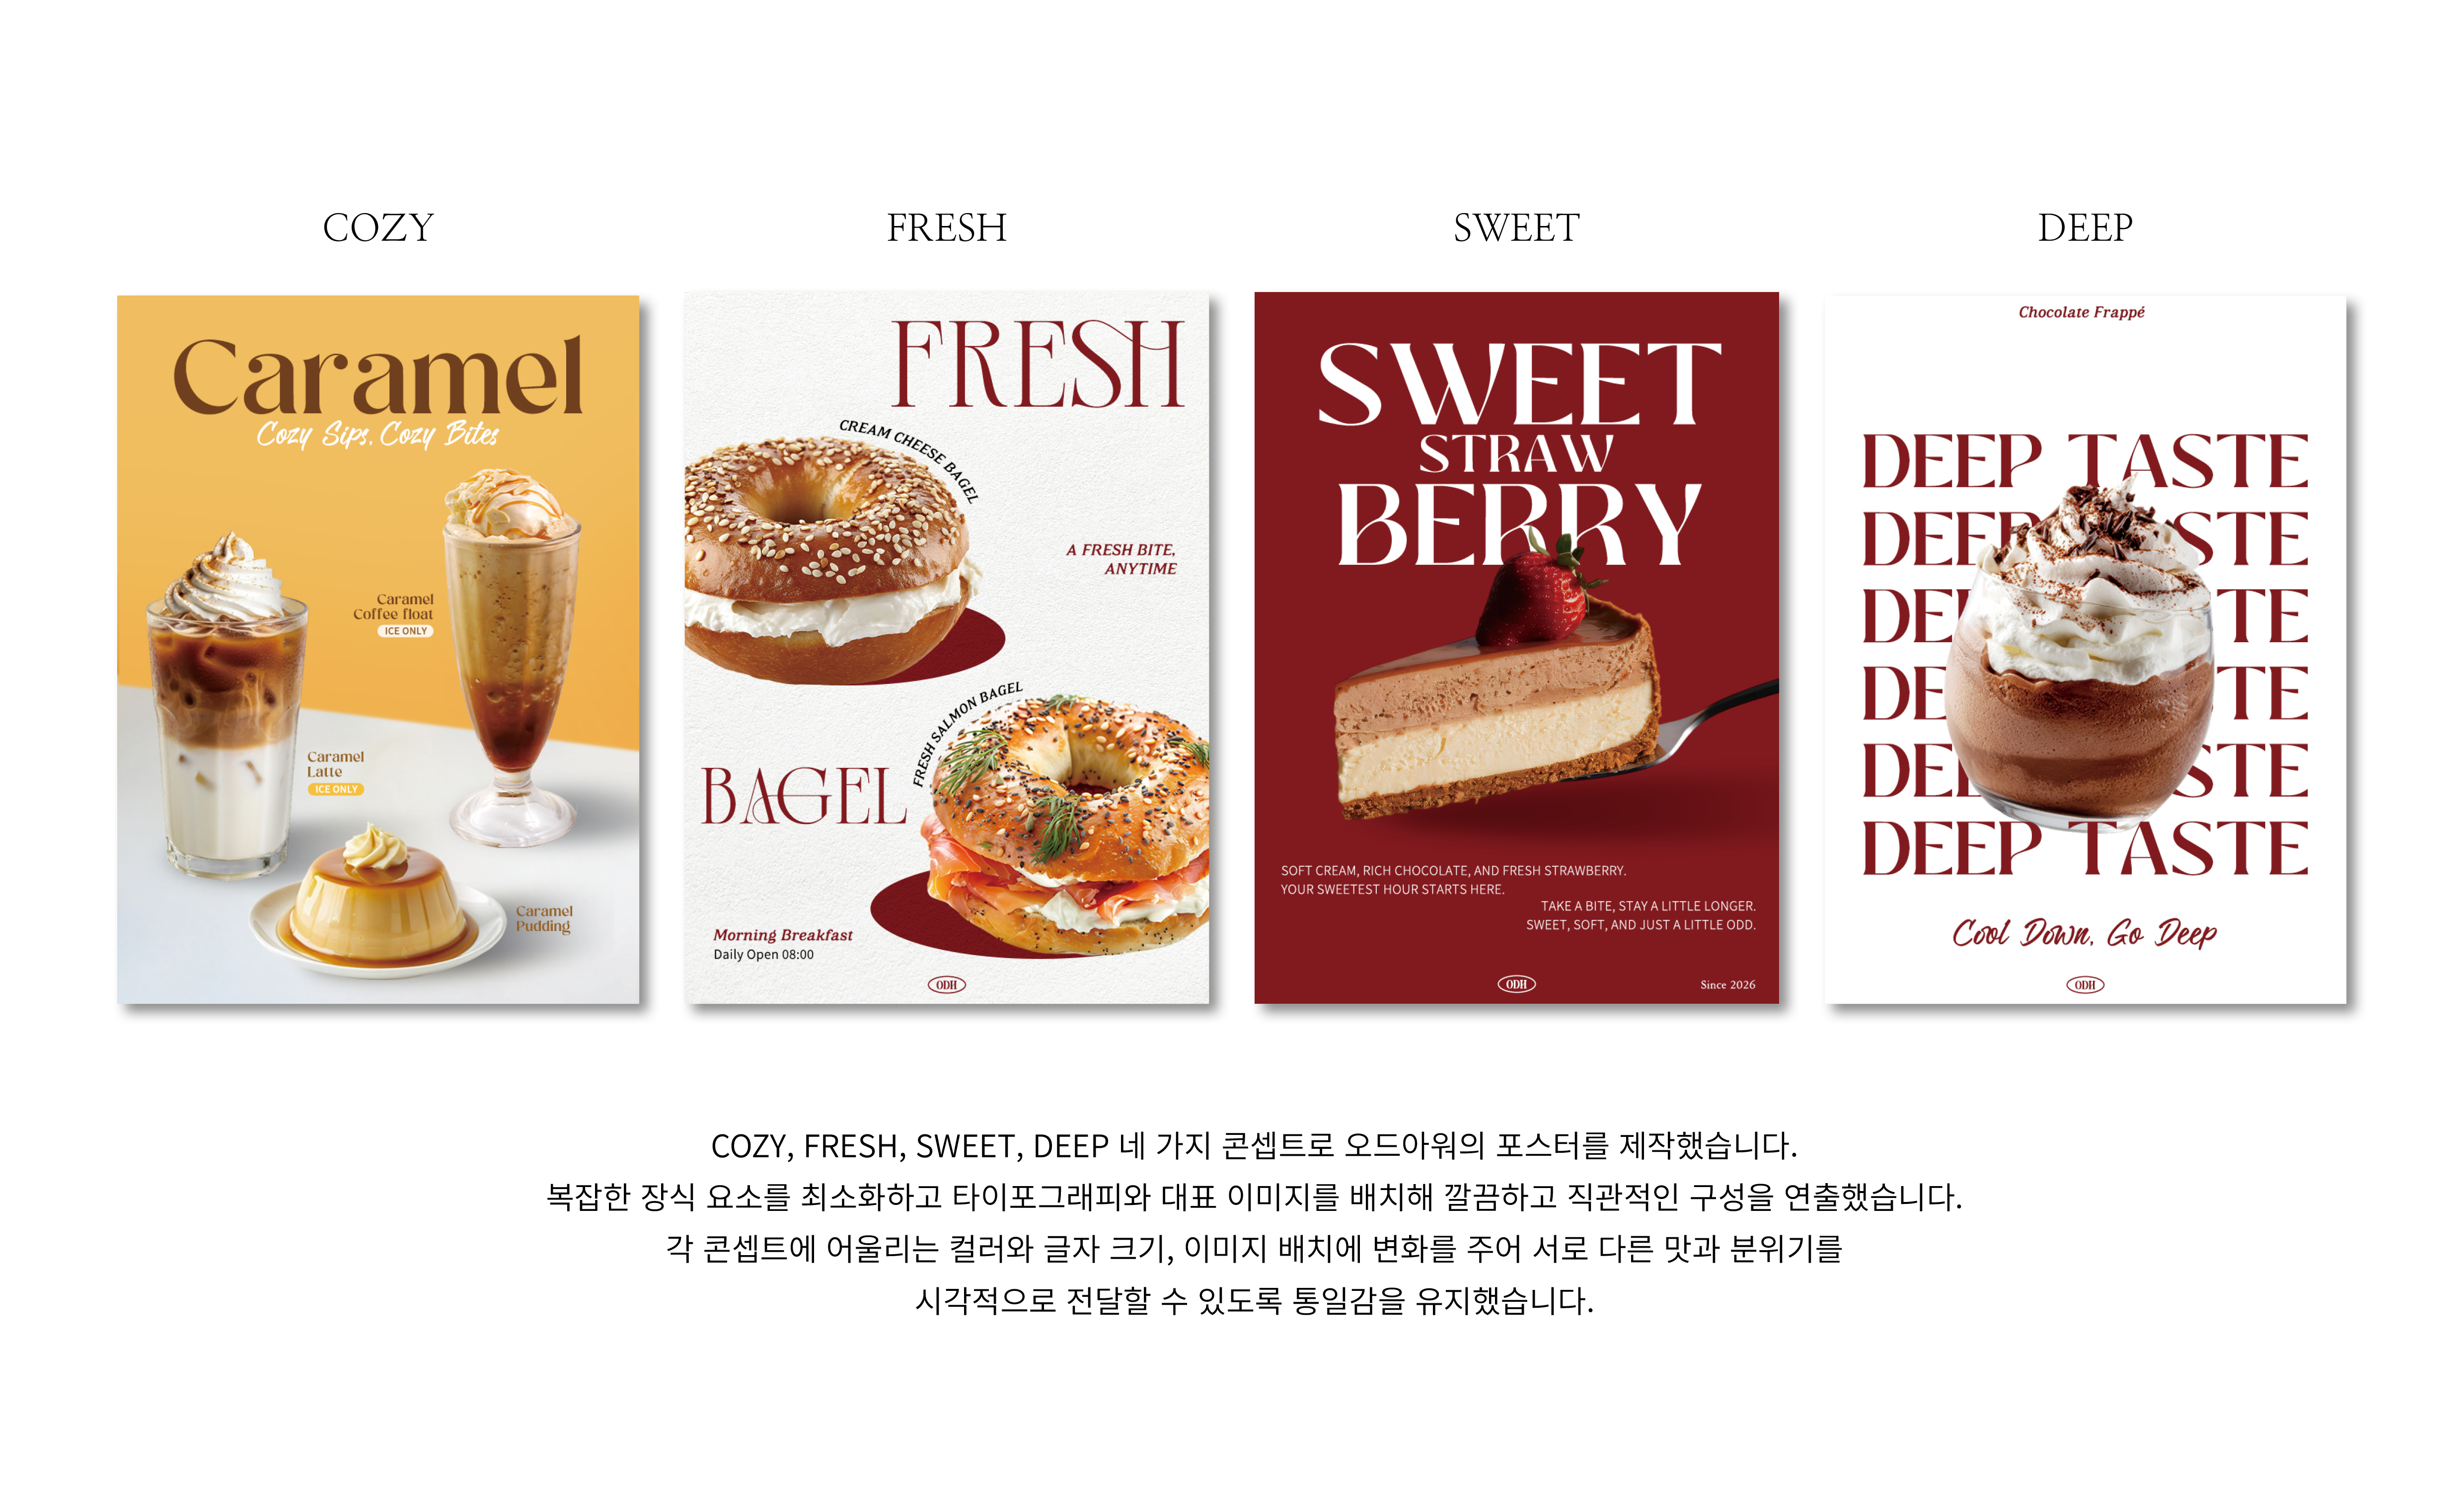 COZY
FRESH
SWEET
DEEP
Caramel
Cozy Sips, Cozy Bites
Caramel
Coffee float
ICE ONLY
Caramel
Latte
ICE ONLY
Caramel
Pudding
FRESH
CREAM CHEESE BAGEL
A FRESH BITE,
ANYTIME
FRESH SALMON BAGEL
BAGEL
Morning Breakfast
Daily Open 08:00
ODH
SWEET
STRAW
BERRY
SOFT CREAM, RICH CHOCOLATE, AND FRESH STRAWBERRY.
YOUR SWEETEST HOUR STARTS HERE.
TAKE A BITE, STAY A LITTLE LONGER.
SWEET, SOFT, AND JUST A LITTLE ODD.
ODH
Since 2026
Chocolate Frappé
DEEP TASTE
DEEP TASTE
DE TE
DE TE
DE STE
DEEP TASTE
Cool Down, Go Deep
ODH
COZY, FRESH, SWEET, DEEP 네 가지 콘셉트로 오드아워의 포스터를 제작했습니다.
복잡한 장식 요소를 최소화하고 타이포그래피와 대표 이미지를 배치해 깔끔하고 직관적인 구성을 연출했습니다.
각 콘셉트에 어울리는 컬러와 글자 크기, 이미지 배치에 변화를 주어 서로 다른 맛과 분위기를
시각적으로 전달할 수 있도록 통일감을 유지했습니다.